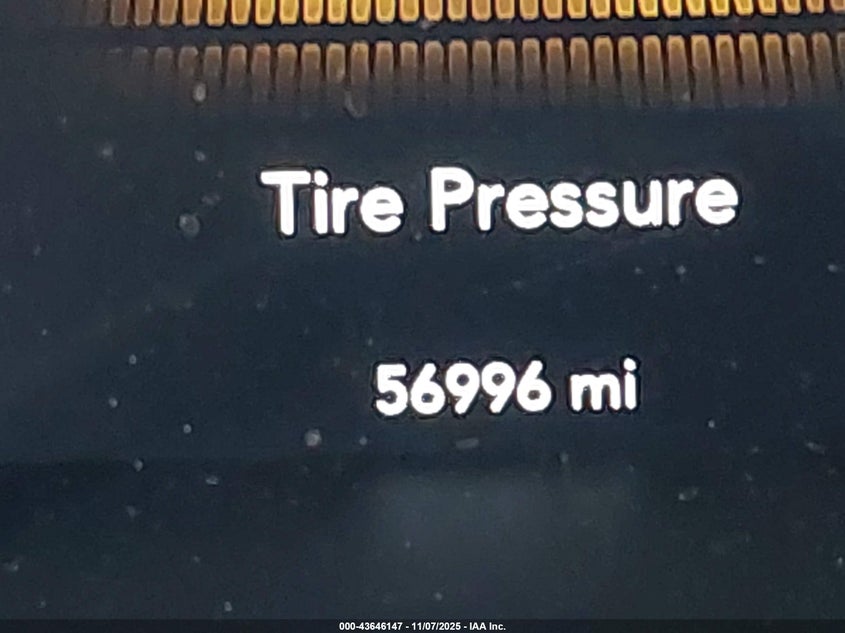 Tire Pressure
56996 mi
000-43646147 - 11/07/2025 - IAA Inc.